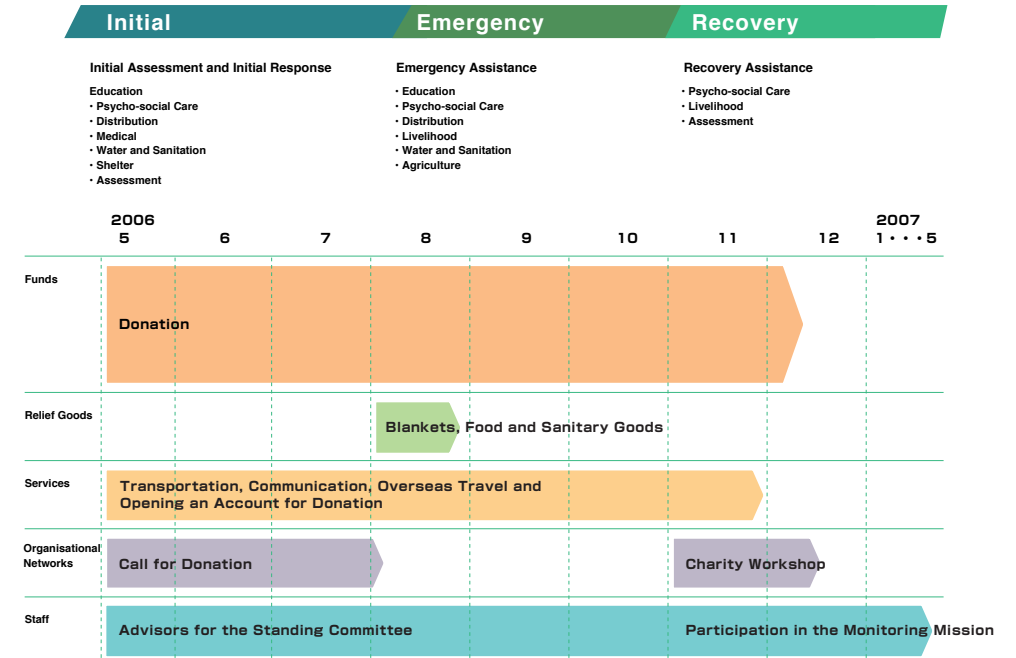 Initial
Emergency
Recovery
Initial Assessment and Initial Response
Education
・Psycho-social Care
・Distribution
・Medical
・Water and Sanitation
・Shelter
・Assessment
Emergency Assistance
・Education
・Psycho-social Care
・Distribution
・Livelihood
・Water and Sanitation
・Agriculture
Recovery Assistance
・Psycho-social Care
・Livelihood
・Assessment
2006 2007
5 6 7 8 9 10 11 12 1・・・5
Funds
Donation
Relief Goods
Blankets, Food and Sanitary Goods
Services
Transportation, Communication, Overseas Travel and
Opening an Account for Donation
Organisational
Networks
Call for Donation
Charity Workshop
Staff
Advisors for the Standing Committee
Participation in the Monitoring Mission